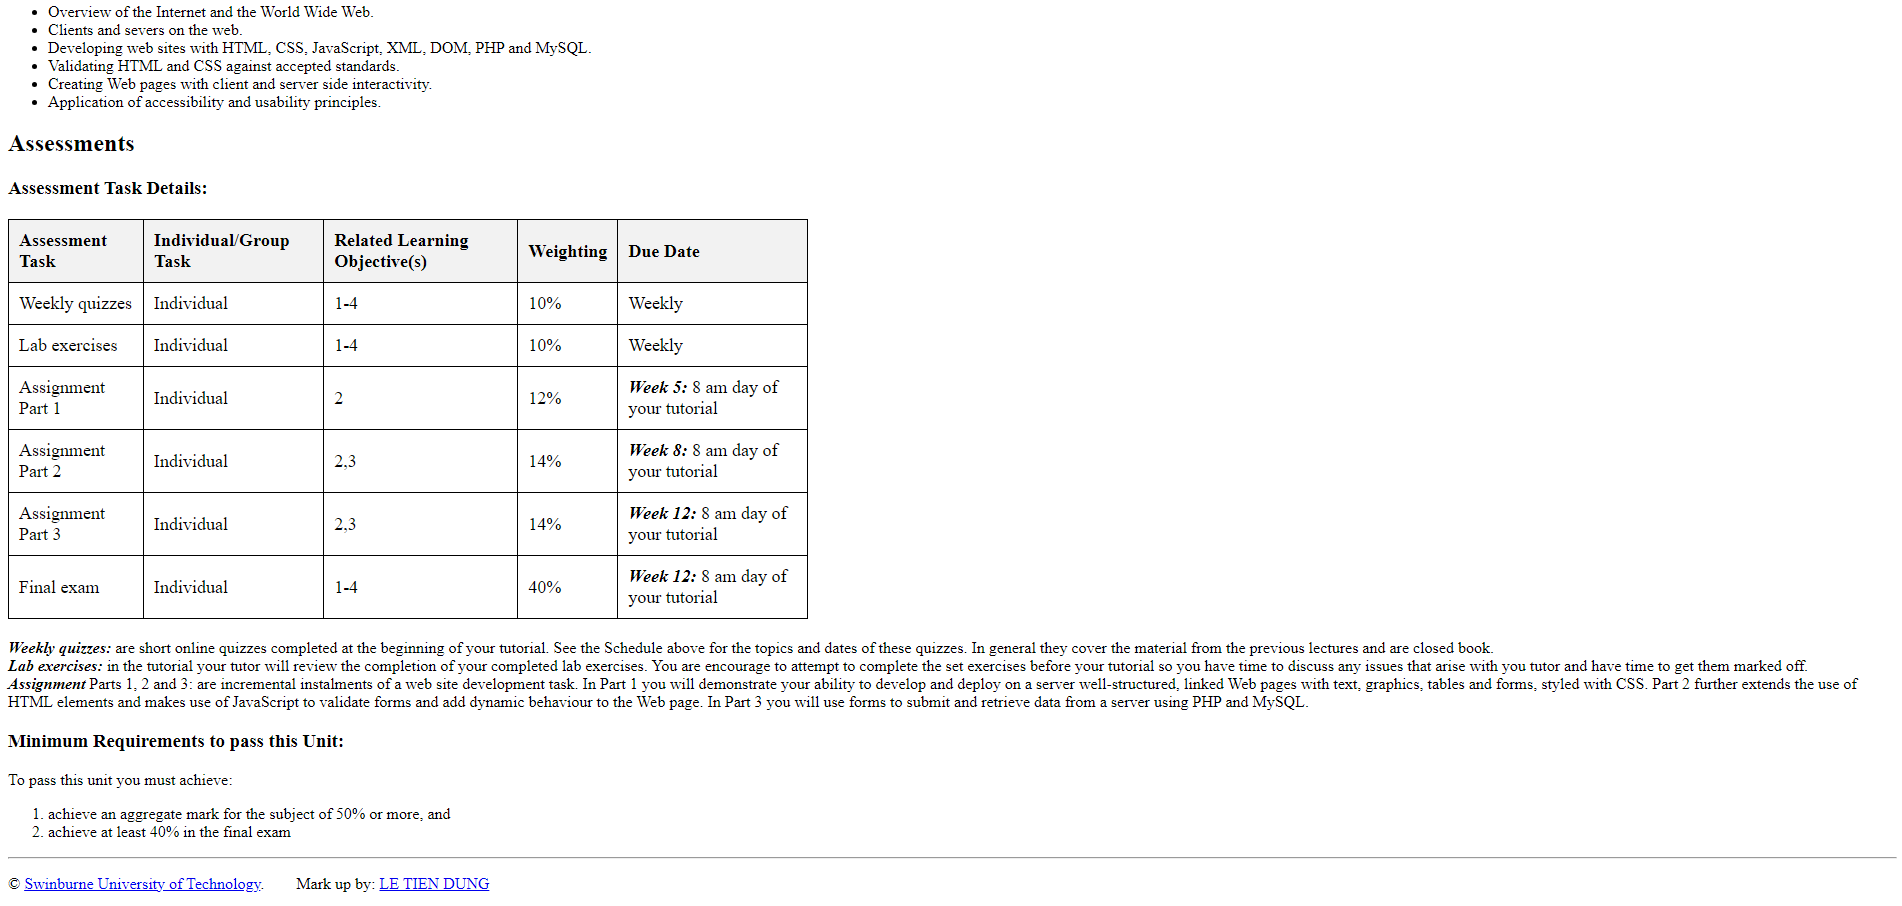 Overview of the Internet and the World Wide Web.
Clients and severs on the web.
Developing web sites with HTML, CSS, JavaScript, XML, DOM, PHP and MySQL.
Validating HTML and CSS against accepted standards.
Creating Web pages with client and server side interactivity.
Application of accessibility and usability principles.
Assessments
Assessment Task Details:
Assessment Task | Individual/Group Task | Related Learning Objective(s) | Weighting | Due Date
Weekly quizzes | Individual | 1-4 | 10% | Weekly
Lab exercises | Individual | 1-4 | 10% | Weekly
Assignment Part 1 | Individual | 2 | 12% | Week 5: 8 am day of your tutorial
Assignment Part 2 | Individual | 2,3 | 14% | Week 8: 8 am day of your tutorial
Assignment Part 3 | Individual | 2,3 | 14% | Week 12: 8 am day of your tutorial
Final exam | Individual | 1-4 | 40% | Week 12: 8 am day of your tutorial
Weekly quizzes: are short online quizzes completed at the beginning of your tutorial. See the Schedule above for the topics and dates of these quizzes. In general they cover the material from the previous lectures and are closed book.
Lab exercises: in the tutorial your tutor will review the completion of your completed lab exercises. You are encourage to attempt to complete the set exercises before your tutorial so you have time to discuss any issues that arise with you tutor and have time to get them marked off.
Assignment Parts 1, 2 and 3: are incremental instalments of a web site development task. In Part 1 you will demonstrate your ability to develop and deploy on a server well-structured, linked Web pages with text, graphics, tables and forms, styled with CSS. Part 2 further extends the use of
HTML elements and makes use of JavaScript to validate forms and add dynamic behaviour to the Web page. In Part 3 you will use forms to submit and retrieve data from a server using PHP and MySQL.
Minimum Requirements to pass this Unit:
To pass this unit you must achieve:
1. achieve an aggregate mark for the subject of 50% or more, and
2. achieve at least 40% in the final exam
© Swinburne University of Technology. Mark up by: LE TIEN DUNG